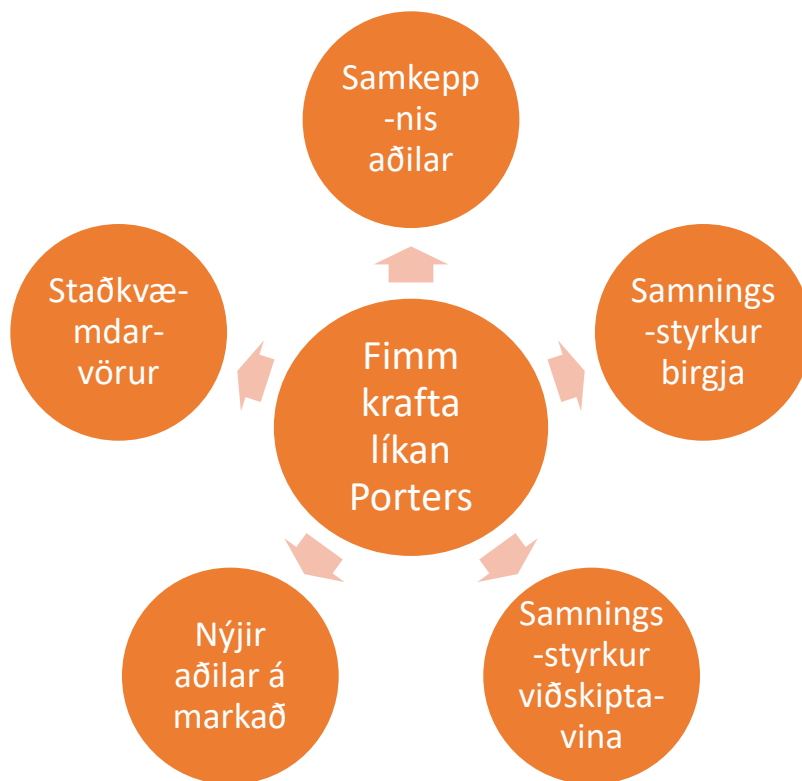 Samkepp
-nis
aðilar
Staðkvæ-
mdar-
vörur
Samnings
-styrkur
birgja
Fimm
krafta
líkan
Porters
Nýjir
aðilar á
markað
Samnings
-styrkur
viðskipta-
vina